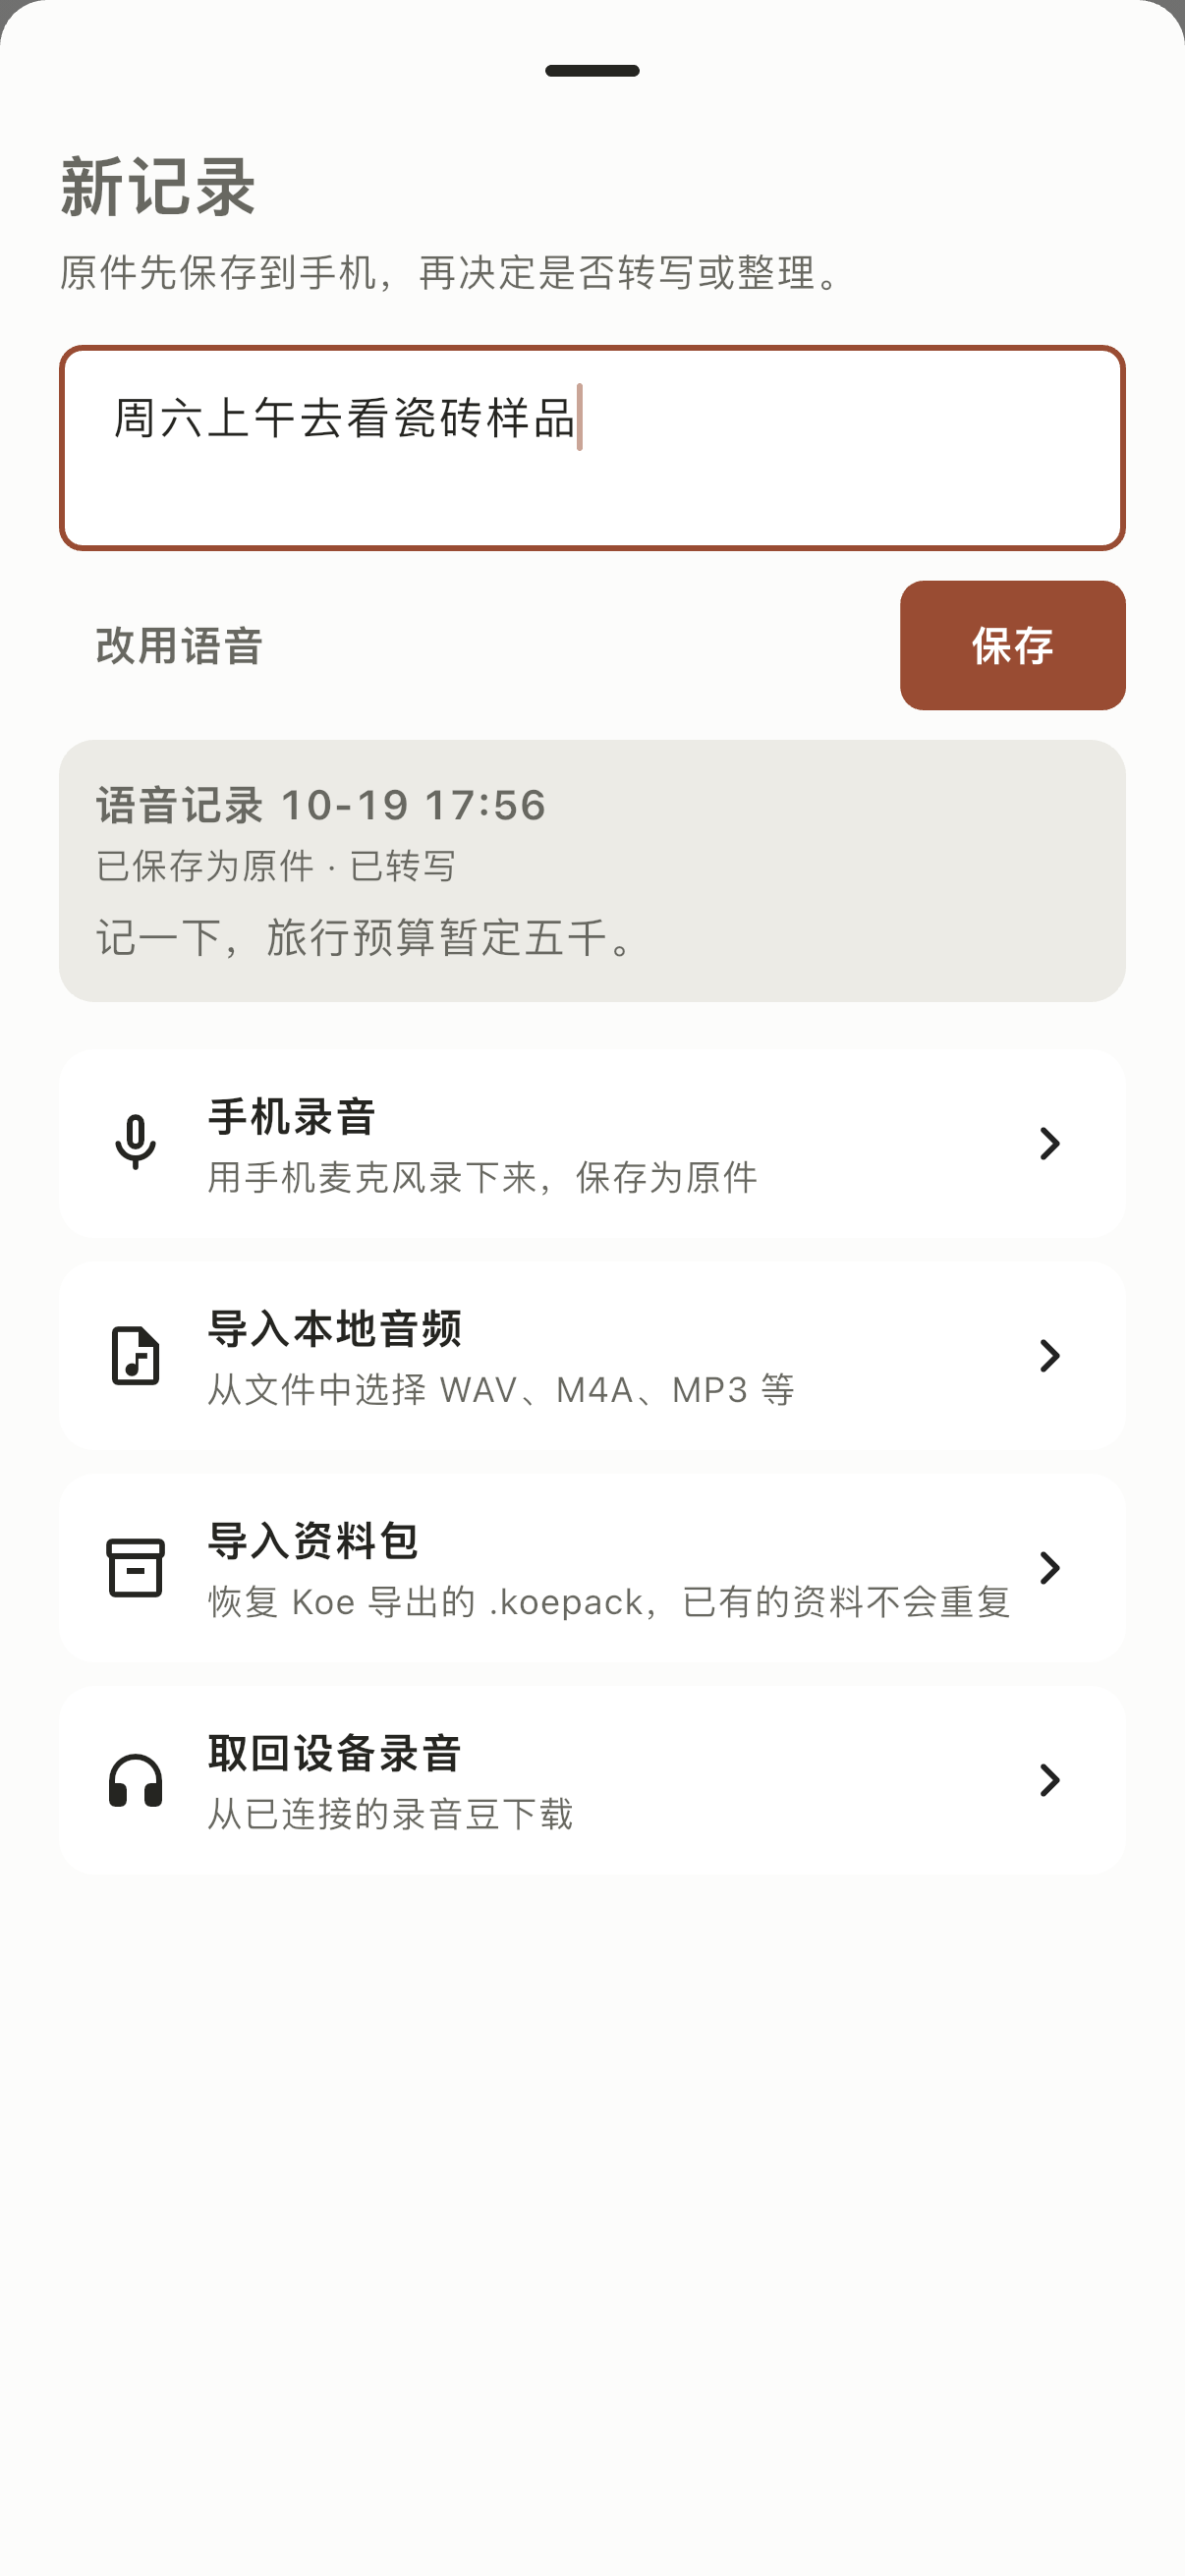 新记录
原件先保存到手机，再决定是否转写或整理。
周六上午去看瓷砖样品
改用语音
保存
语音记录 10-19 17:56
已保存为原件 · 已转写
记一下，旅行预算暂定五千。
手机录音
用手机麦克风录下来，保存为原件
导入本地音频
从文件中选择 WAV、M4A、MP3 等
导入资料包
恢复 Koe 导出的 .koepack，已有的资料不会重复
取回设备录音
从已连接的录音豆下载